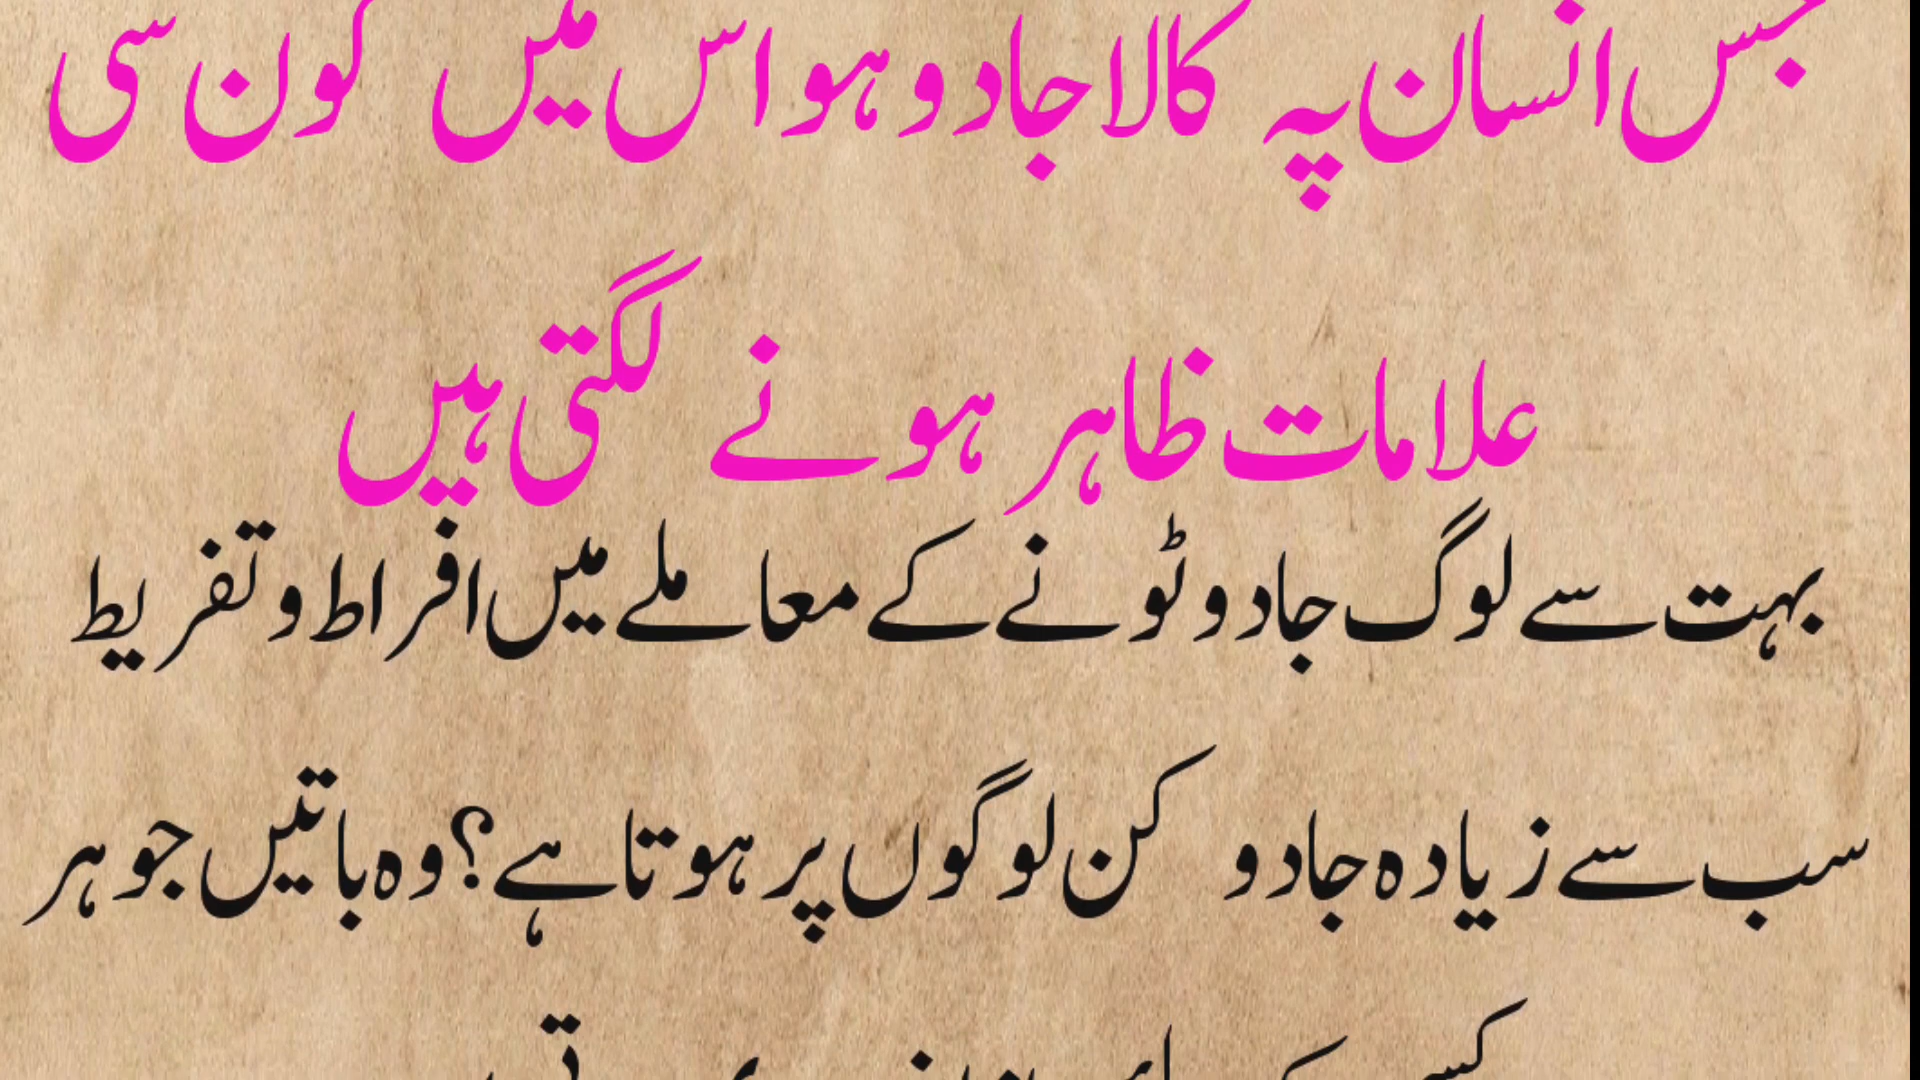 جس انسان پہ کالا جادو ہو اس میں کون سی
علامات ظاہر ہونے لگتی ہیں
بہت سے لوگ جادو ٹونے کے معاملے میں افراط و تفریط
سب سے زیادہ جادو کن لوگوں پر ہوتا ہے؟ وہ باتیں جو ہر